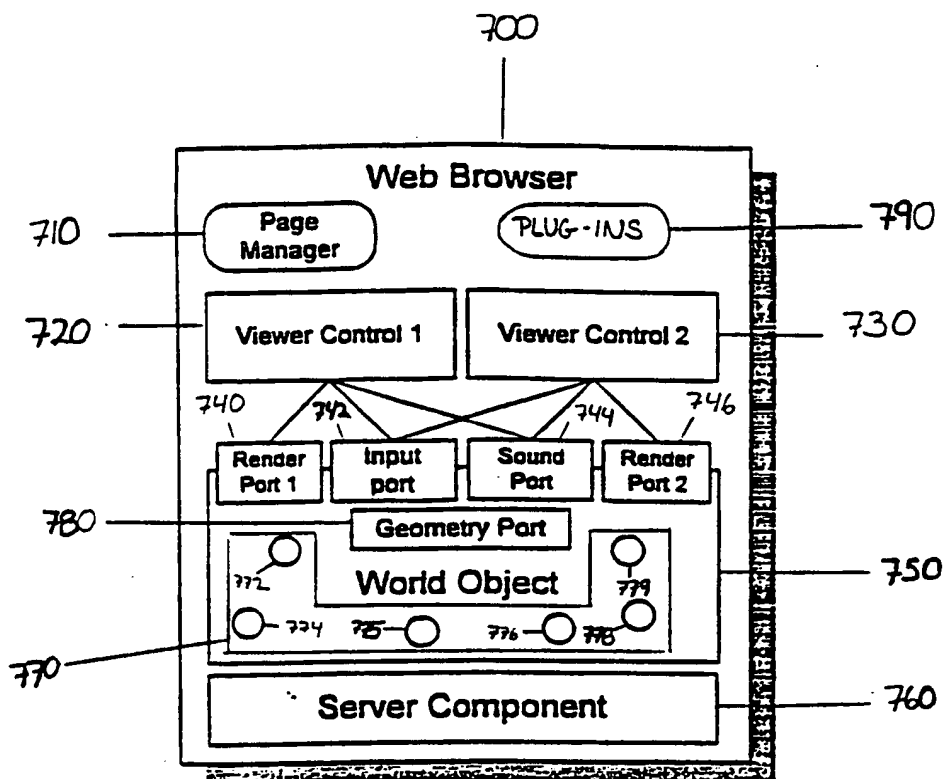 700
Web Browser
710
Page
Manager
PLUG-INS
790
720
Viewer Control 1
Viewer Control 2
730
740
742
744
746
Render
Port 1
Input
port
Sound
Port
Render
Port 2
780
Geometry Port
World Object
750
772
779
774
775
776
778
770
Server Component
760